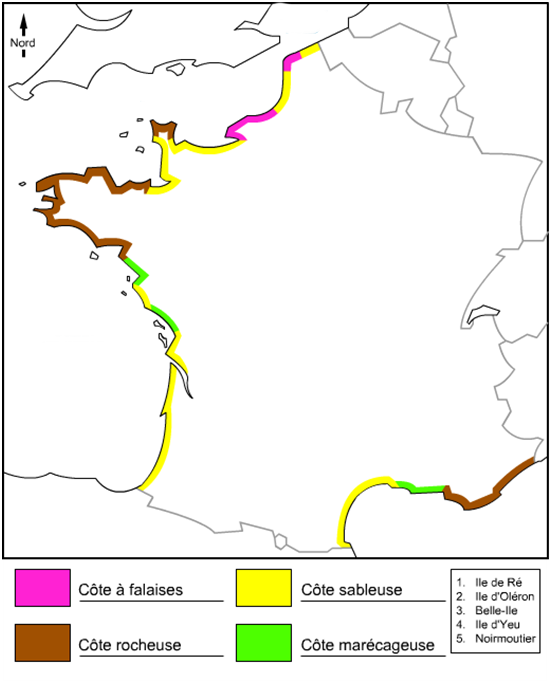 Nord
Côte à falaises
Côte sableuse
Côte rocheuse
Côte marécageuse
1. Ile de Ré
2. Ile d'Oléron
3. Belle-Ile
4. Ile d'Yeu
5. Noirmoutier